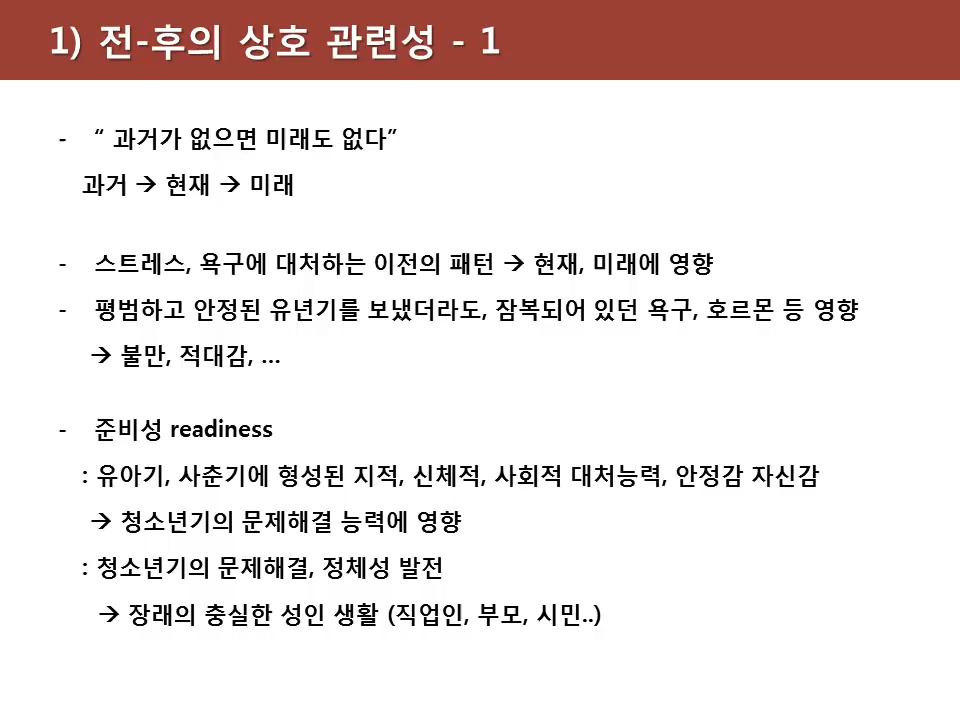 1) 전-후의 상호 관련성 - 1
- “ 과거가 없으면 미래도 없다”
과거 → 현재 → 미래
- 스트레스, 욕구에 대처하는 이전의 패턴 → 현재, 미래에 영향
- 평범하고 안정된 유년기를 보냈더라도, 잠복되어 있던 욕구, 호르몬 등 영향
→ 불만, 적대감, ...
- 준비성 readiness
: 유아기, 사춘기에 형성된 지적, 신체적, 사회적 대처능력, 안정감 자신감
→ 청소년기의 문제해결 능력에 영향
: 청소년기의 문제해결, 정체성 발전
→ 장래의 충실한 성인 생활 (직업인, 부모, 시민..)